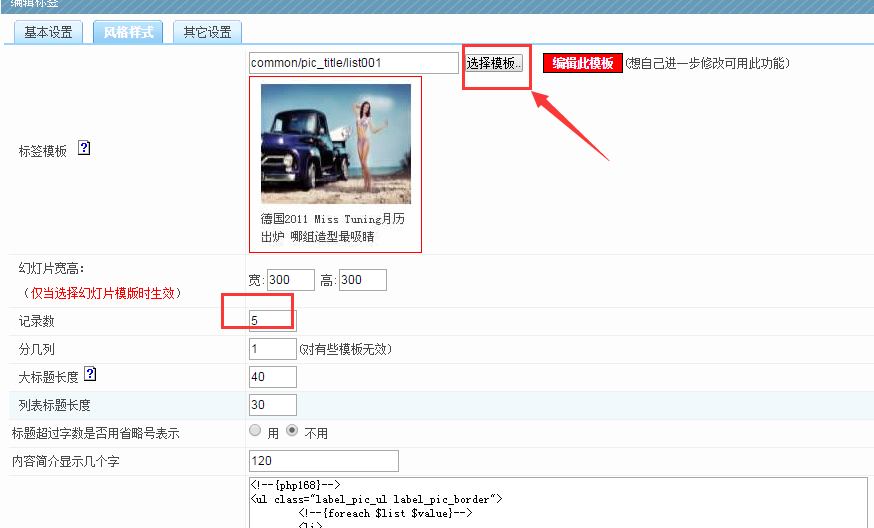 编辑标签
基本设置 风格样式 其它设置
common/pic_title/list001 选择模板.. 编辑此模板 (想自己进一步修改可用此功能)
标签模板 ?
德国2011 Miss Tuning月历
出炉 哪组造型最吸睛
幻灯片宽高:
(仅当选择幻灯片模版时生效) 宽: 300 高: 300
记录数 5
分几列 1 (对有些模板无效)
大标题长度 ? 40
列表标题长度 30
标题超过字数是否用省略号表示 用 不用
内容简介显示几个字 120
<!--{php168}-->
<ul class="label_pic_ul label_pic_border">
<!--{foreach $list $value}-->
<li>